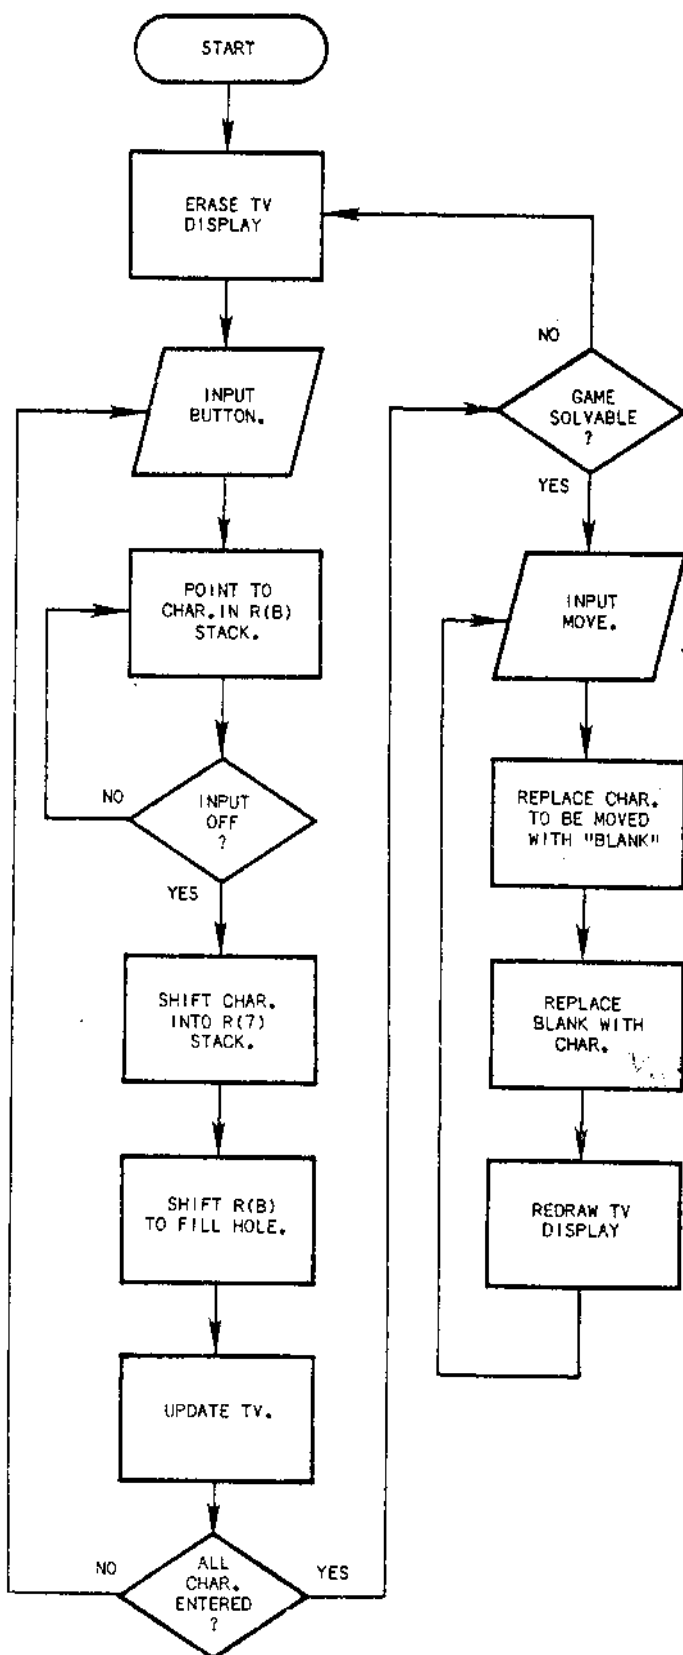 START
ERASE TV
DISPLAY
INPUT
BUTTON.
POINT TO
CHAR. IN R(B)
STACK.
NO
INPUT
OFF
?
YES
SHIFT CHAR.
INTO R(7)
STACK.
SHIFT R(B)
TO FILL HOLE.
UPDATE TV.
NO
ALL
CHAR.
ENTERED
?
YES
NO
GAME
SOLVABLE
?
YES
INPUT
MOVE.
REPLACE CHAR.
TO BE MOVED
WITH "BLANK"
REPLACE
BLANK WITH
CHAR.
REDRAW TV
DISPLAY